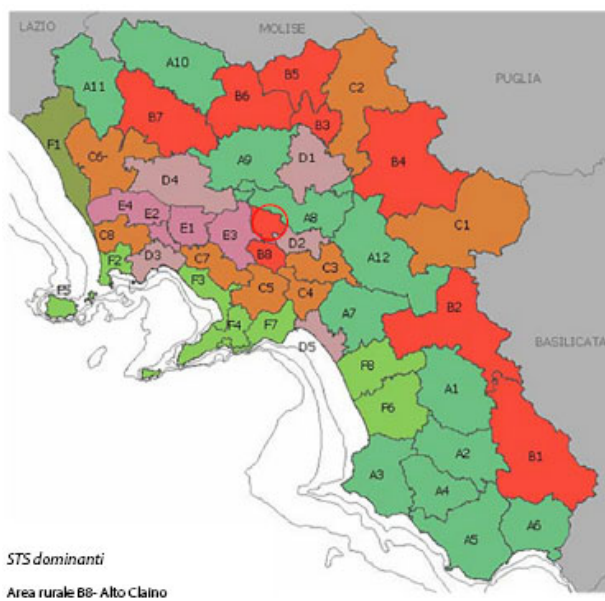 LAZIO
MOLISE
PUGLIA
A10
B5
C2
A11
B6
B7
B3
F1
C6-
A9
D1
B4
D4
E4
E2
E1
E3
A8
C1
C8
D2
F2
D3
C7
B8
C3
A12
F3
F5
C5
C4
B2
F4
F7
A7
D5
BASILICATA
F8
A1
F6
A2
B1
A3
A4
A5
A6
STS dominanti
Area rurale B8- Alto Claino